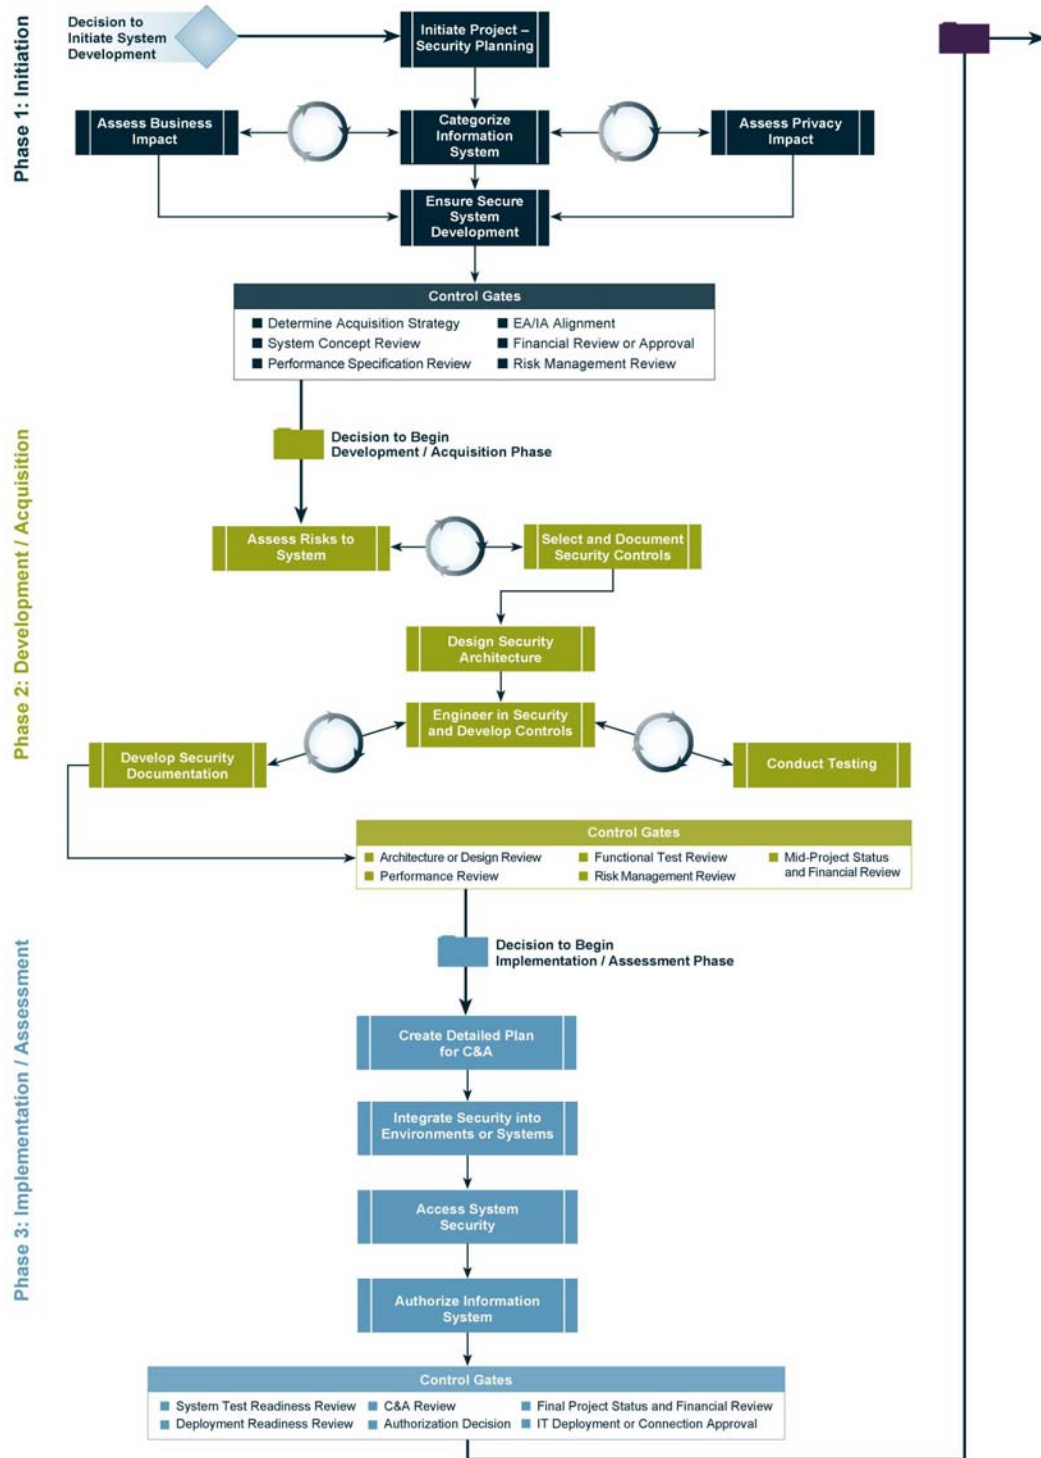 Phase 1: Initiation
Decision to
Initiate System
Development
Initiate Project –
Security Planning
Assess Business
Impact
Categorize
Information
System
Assess Privacy
Impact
Ensure Secure
System
Development
Control Gates
Determine Acquisition Strategy
System Concept Review
Performance Specification Review
EA/IA Alignment
Financial Review or Approval
Risk Management Review
Phase 2: Development / Acquisition
Decision to Begin
Development / Acquisition Phase
Assess Risks to
System
Select and Document
Security Controls
Design Security
Architecture
Engineer in Security
and Develop Controls
Develop Security
Documentation
Conduct Testing
Control Gates
Architecture or Design Review
Performance Review
Functional Test Review
Risk Management Review
Mid-Project Status
and Financial Review
Phase 3: Implementation / Assessment
Decision to Begin
Implementation / Assessment Phase
Create Detailed Plan
for C&A
Integrate Security into
Environments or Systems
Access System
Security
Authorize Information
System
Control Gates
System Test Readiness Review
Deployment Readiness Review
C&A Review
Authorization Decision
Final Project Status and Financial Review
IT Deployment or Connection Approval